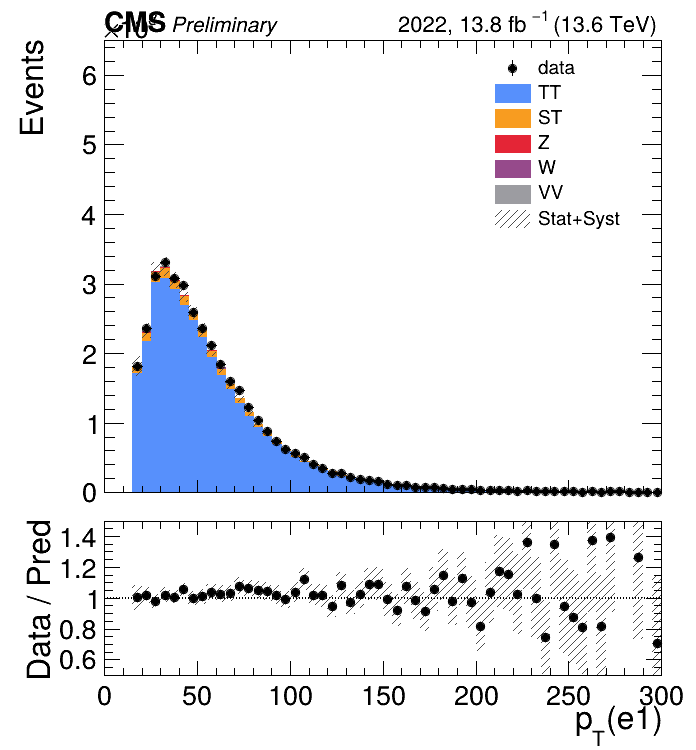 CMS Preliminary 2022, 13.8 fb⁻¹ (13.6 TeV)
Events
6
5
4
3
2
1
0
data
TT
ST
Z
W
VV
Stat+Syst
Data / Pred
1.4
1.2
1
0.8
0.6
0 50 100 150 200 250 300
p_T(e1)